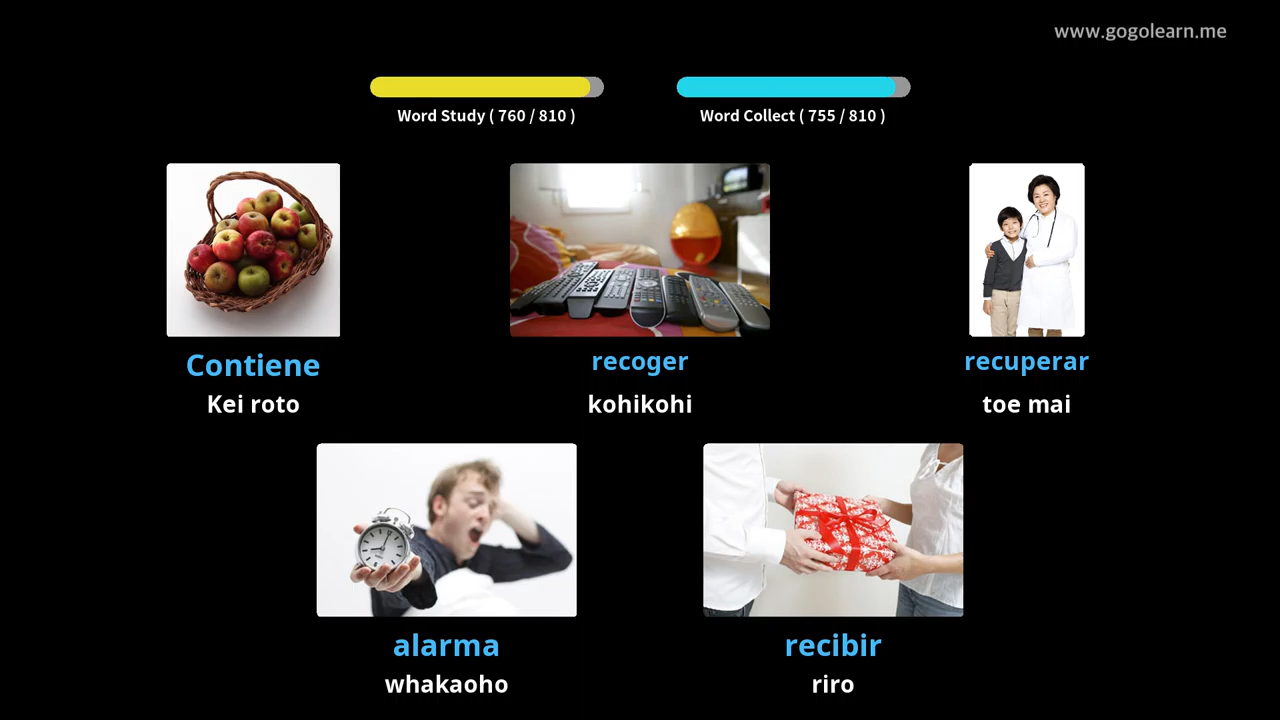 www.gogolearn.me
Word Study ( 760 / 810 )
Word Collect ( 755 / 810 )
Contiene
Kei roto
recoger
kohikohi
recuperar
toe mai
alarma
whakaoho
recibir
riro